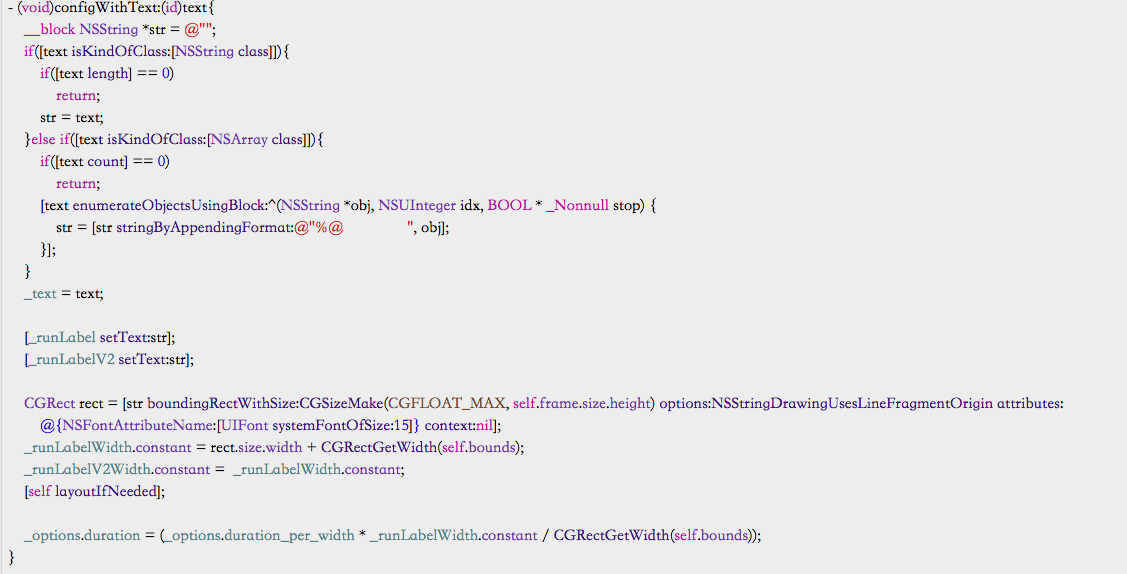 - (void)configWithText:(id)text{
__block NSString *str = @"";
if([text isKindOfClass:[NSString class]]){
if([text length] == 0)
return;
str = text;
}else if([text isKindOfClass:[NSArray class]]){
if([text count] == 0)
return;
[text enumerateObjectsUsingBlock:^(NSString *obj, NSUInteger idx, BOOL * _Nonnull stop) {
str = [str stringByAppendingFormat:@"%@                ", obj];
}];
}
_text = text;
[_runLabel setText:str];
[_runLabelV2 setText:str];
CGRect rect = [str boundingRectWithSize:CGSizeMake(CGFLOAT_MAX, self.frame.size.height) options:NSStringDrawingUsesLineFragmentOrigin attributes:
@{NSFontAttributeName:[UIFont systemFontOfSize:15]} context:nil];
_runLabelWidth.constant = rect.size.width + CGRectGetWidth(self.bounds);
_runLabelV2Width.constant =  _runLabelWidth.constant;
[self layoutIfNeeded];
_options.duration = (_options.duration_per_width * _runLabelWidth.constant / CGRectGetWidth(self.bounds));
}